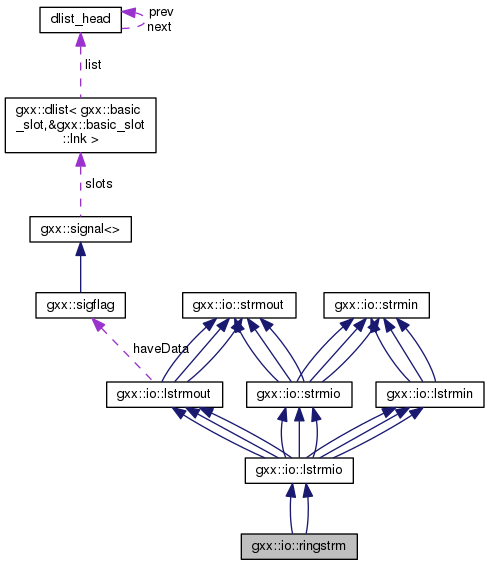 dlist_head
prev
next
list
gxx::dlist< gxx::basic
_slot,&gxx::basic_slot
::lnk >
slots
gxx::signal<>
gxx::sigflag
gxx::io::strmout
gxx::io::strmin
haveData
gxx::io::lstrmout
gxx::io::strmio
gxx::io::lstrmin
gxx::io::lstrmio
gxx::io::ringstrm